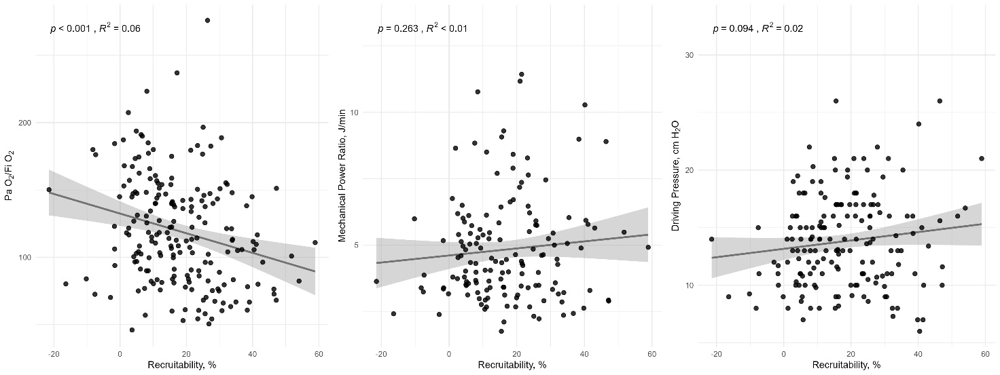 p < 0.001 , R2 = 0.06
Pa O2/Fi O2
200
100
-20 0 20 40 60
Recruitability, %
p = 0.263 , R2 < 0.01
Mechanical Power Ratio, J/min
10
5
-20 0 20 40 60
Recruitability, %
p = 0.094 , R2 = 0.02
Driving Pressure, cm H2O
30
20
10
-20 0 20 40 60
Recruitability, %